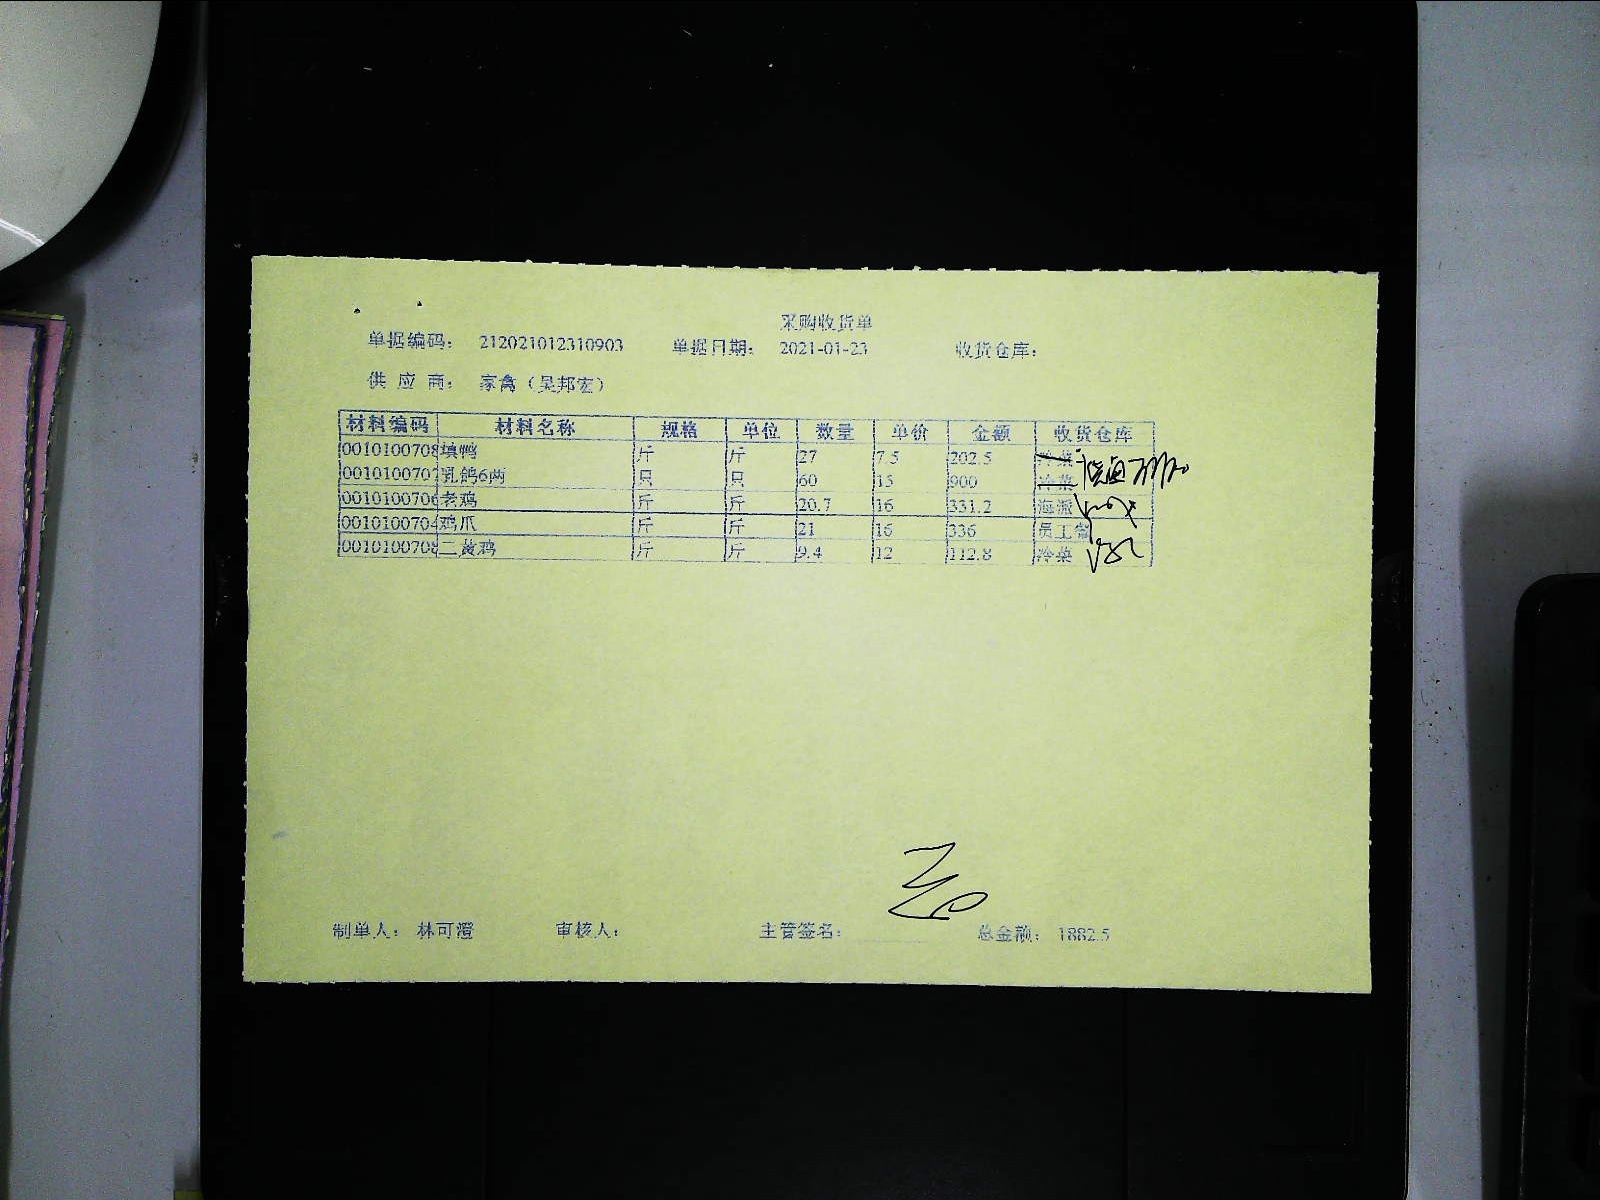 采购收货单
单据编码： 212021012310903 单据日期： 2021-01-23 收货仓库：
供 应 商： 家禽（吴邦宏）
材料编码 材料名称 规格 单位 数量 单价 金额 收货仓库
0010100708 填鸭 斤 斤 27 7.5 202.5 冷菜
0010100707 乳鸽6两 只 只 60 15 900 冷菜
0010100706 老鸡 斤 斤 20.7 16 331.2 海派
0010100704 鸡爪 斤 斤 21 16 336 员工餐
0010100708 二黄鸡 斤 斤 9.4 12 112.8 冷菜
制单人： 林可澄 审核人： 主管签名： 总金额： 1882.5